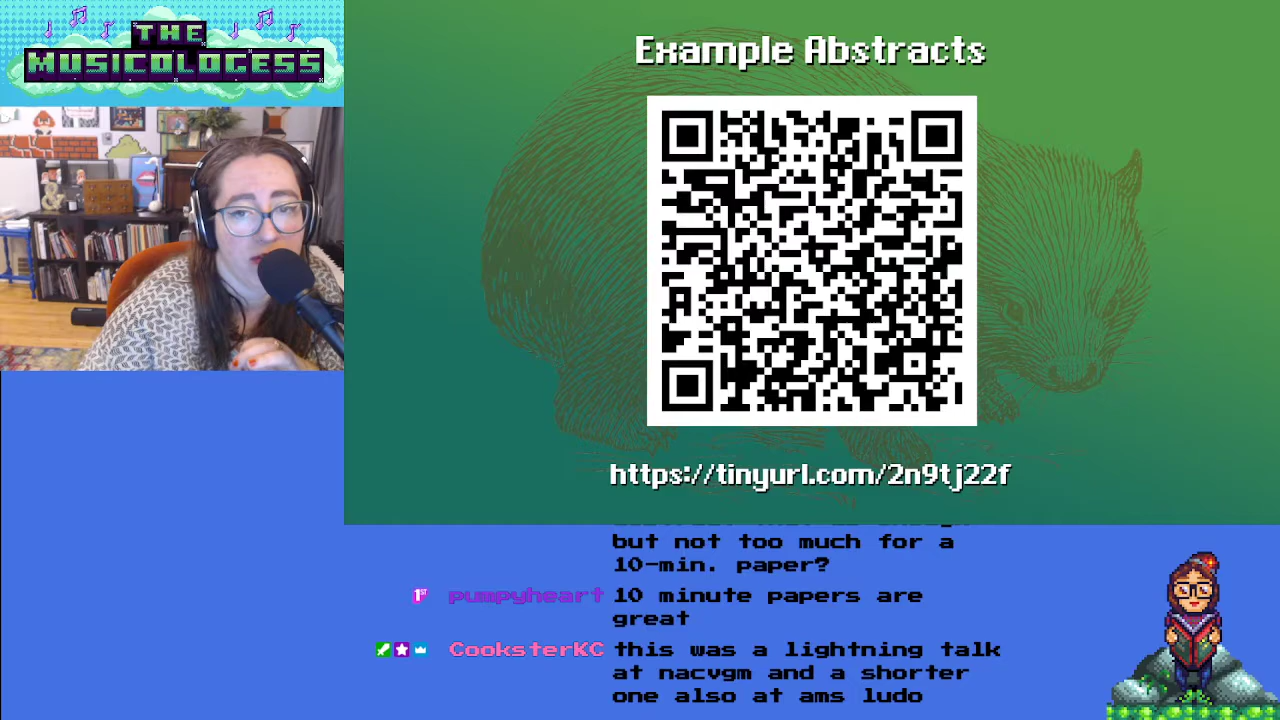 THE
MUSICOLOGESS
Example Abstracts
https://tinyurl.com/2n9tj22f
but not too much for a
10-min. paper?
1ST pumpyheart 10 minute papers are
great
CooksterKC this was a lightning talk
at nacvgm and a shorter
one also at ams ludo